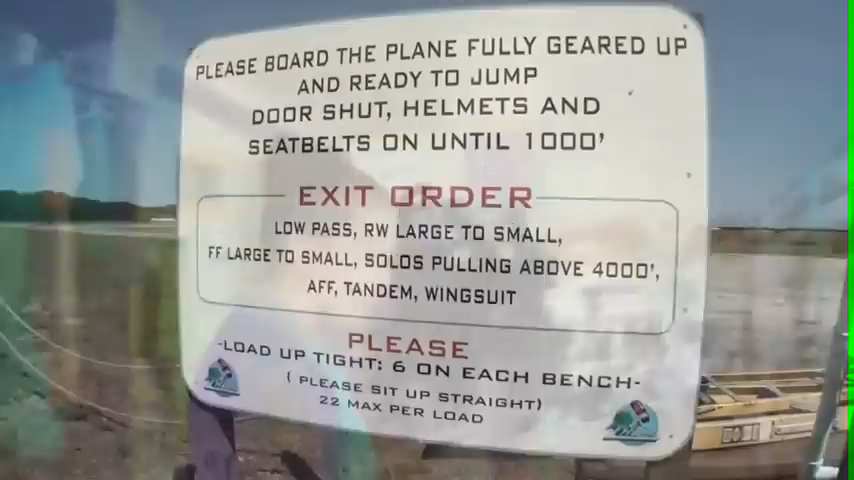 PLEASE BOARD THE PLANE FULLY GEARED UP
AND READY TO JUMP
DOOR SHUT, HELMETS AND
SEATBELTS ON UNTIL 1000'
EXIT ORDER
LOW PASS, RW LARGE TO SMALL,
FF LARGE TO SMALL, SOLOS PULLING ABOVE 4000',
AFF, TANDEM, WINGSUIT
PLEASE
-LOAD UP TIGHT: 6 ON EACH BENCH-
( PLEASE SIT UP STRAIGHT)
22 MAX PER LOAD